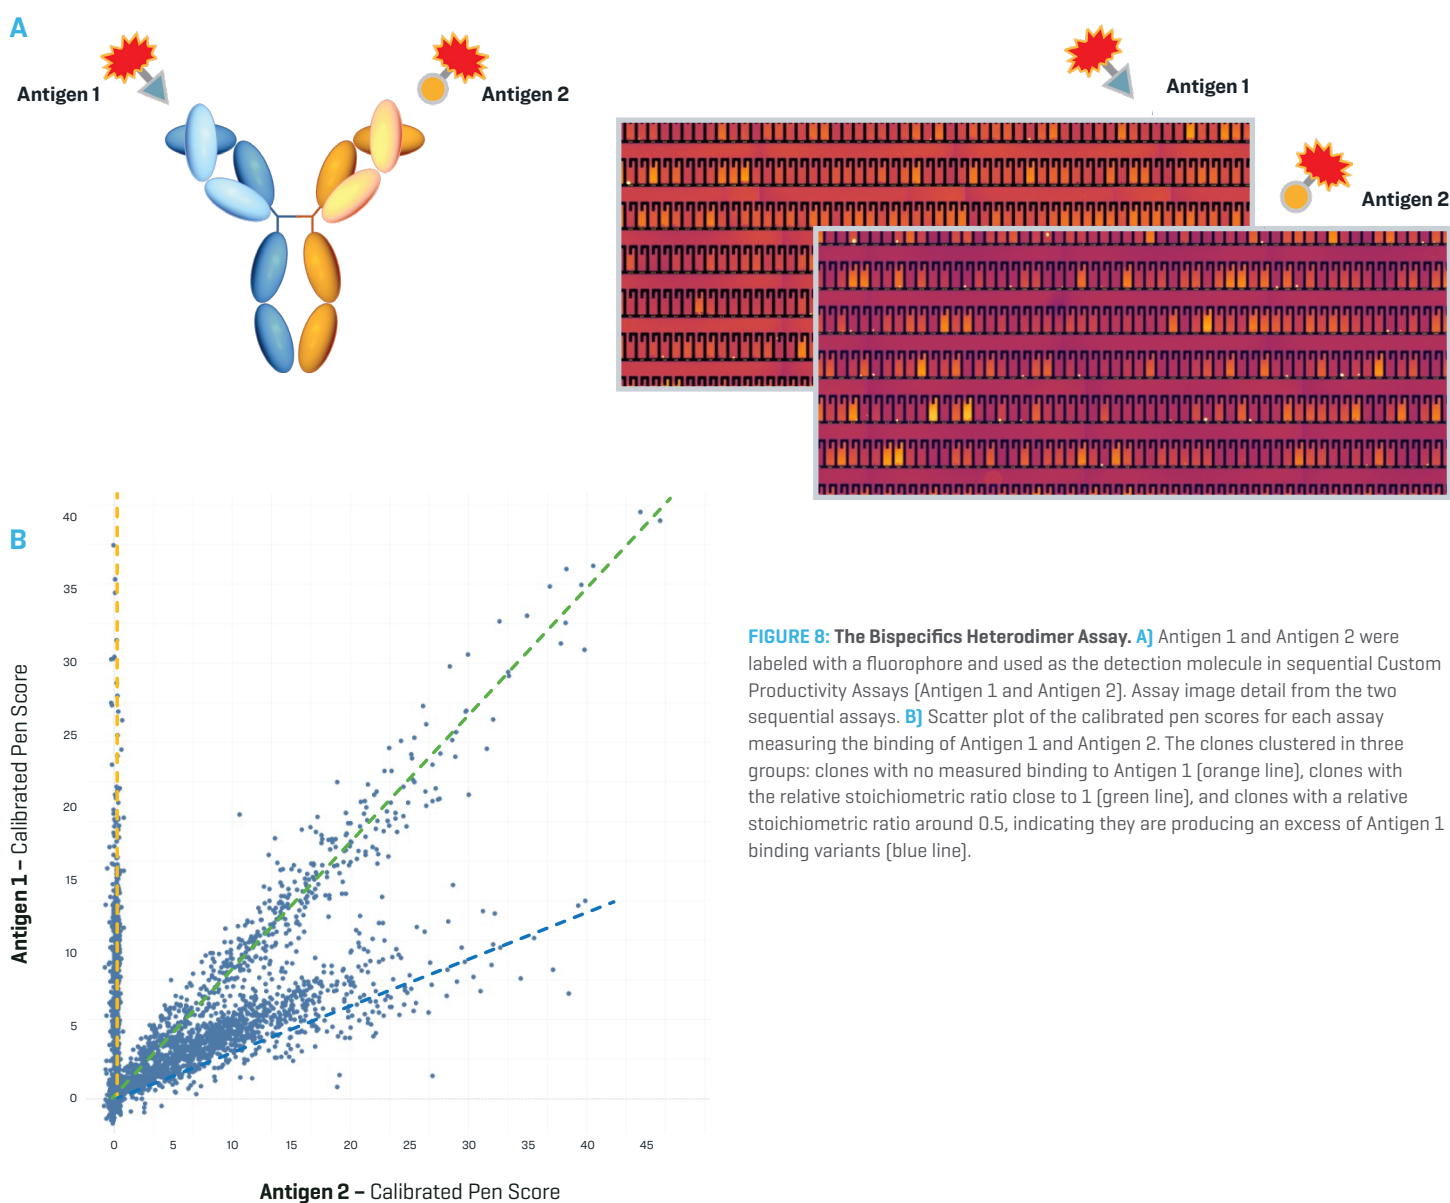 A
Antigen 1
Antigen 2
Antigen 1
Antigen 2
B
40
35
30
25
20
15
10
5
0
Antigen 1 – Calibrated Pen Score
0 5 10 15 20 25 30 35 40 45
Antigen 2 – Calibrated Pen Score
FIGURE 8: The Bispecifics Heterodimer Assay. A) Antigen 1 and Antigen 2 were
labeled with a fluorophore and used as the detection molecule in sequential Custom
Productivity Assays (Antigen 1 and Antigen 2). Assay image detail from the two
sequential assays. B) Scatter plot of the calibrated pen scores for each assay
measuring the binding of Antigen 1 and Antigen 2. The clones clustered in three
groups: clones with no measured binding to Antigen 1 (orange line), clones with
the relative stoichiometric ratio close to 1 (green line), and clones with a relative
stoichiometric ratio around 0.5, indicating they are producing an excess of Antigen 1
binding variants (blue line).